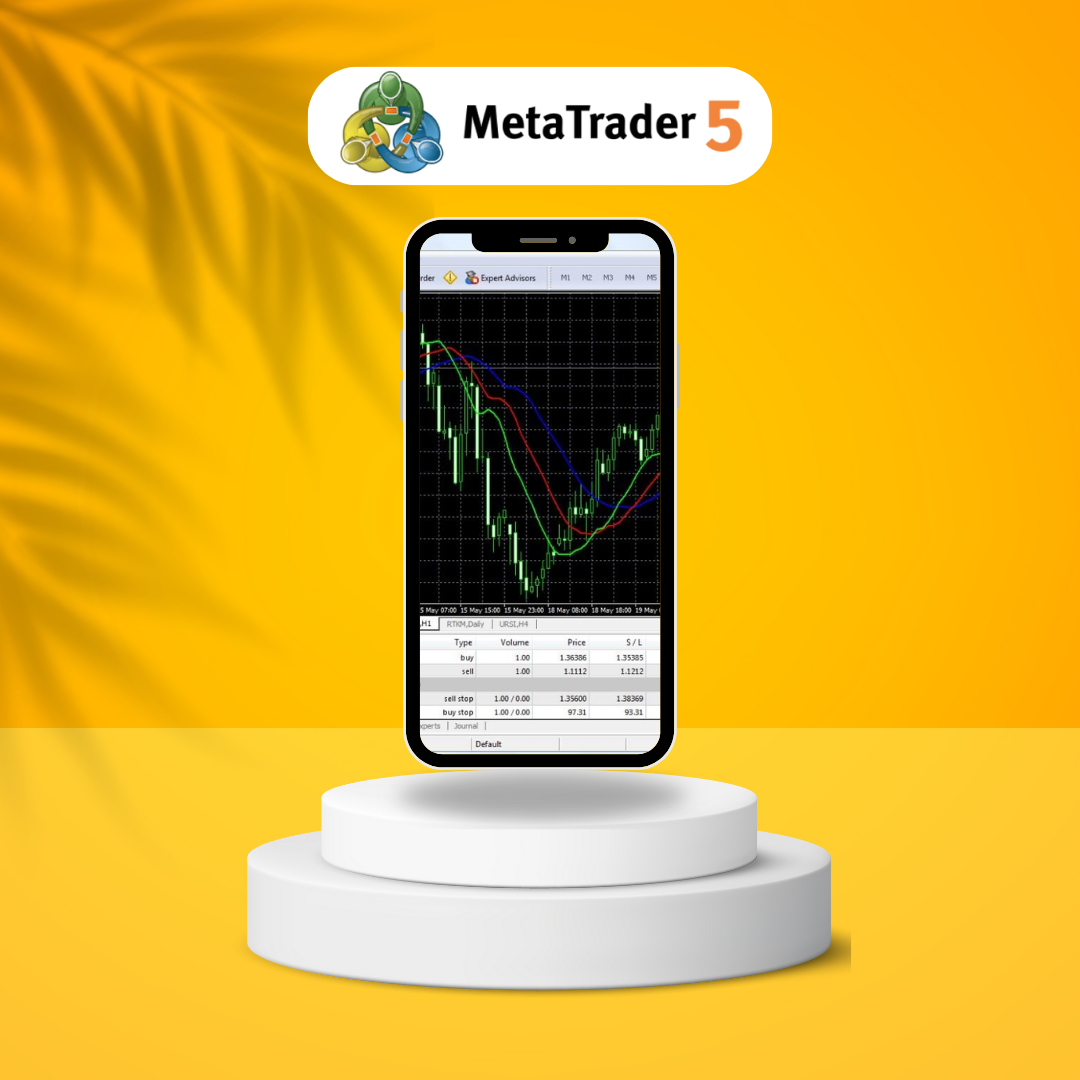 MetaTrader 5
rder Expert Advisors M1 M2 M3 M4 M5
5 May 07:00 15 May 15:00 15 May 23:00 18 May 08:00 18 May 18:00 19 May
,H1 RTKM,Daily URSI,H4
Type Volume Price S / L
buy 1.00 1.36386 1.35385
sell 1.00 1.1112 1.1212
sell stop 1.00 / 0.00 1.35600 1.38369
buy stop 1.00 / 0.00 97.31 93.31
xperts Journal
Default